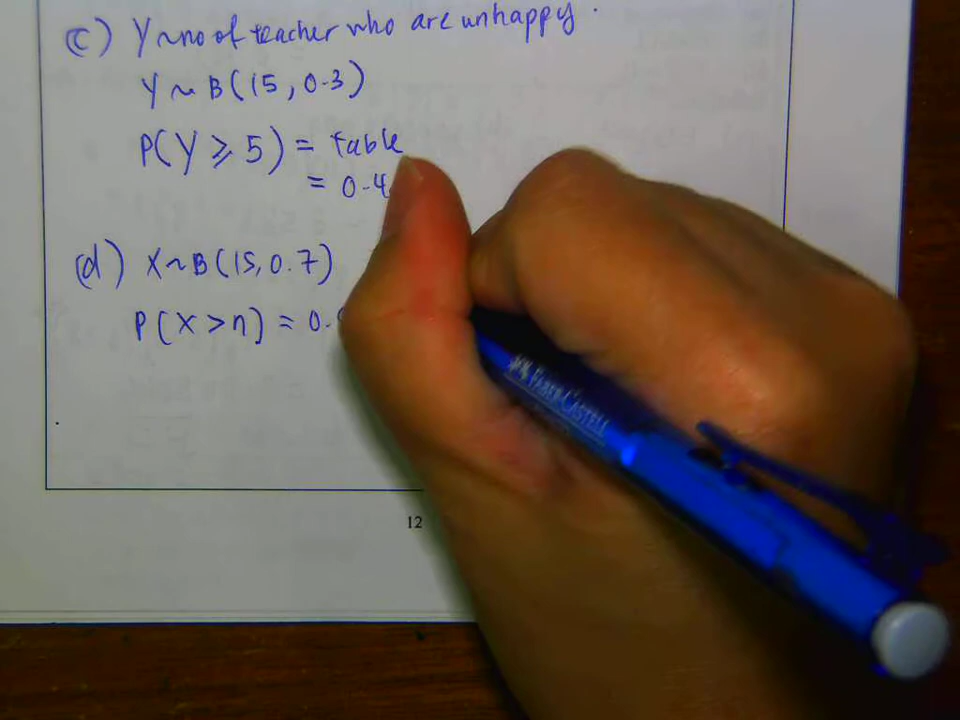 (c) Y~no of teacher who are unhappy.
Y ~ B(15, 0.3)
P(Y ≥ 5) = table
= 0.4
(d) X~B(15, 0.7)
P(X > n) = 0.
12
FABER-CASTELL